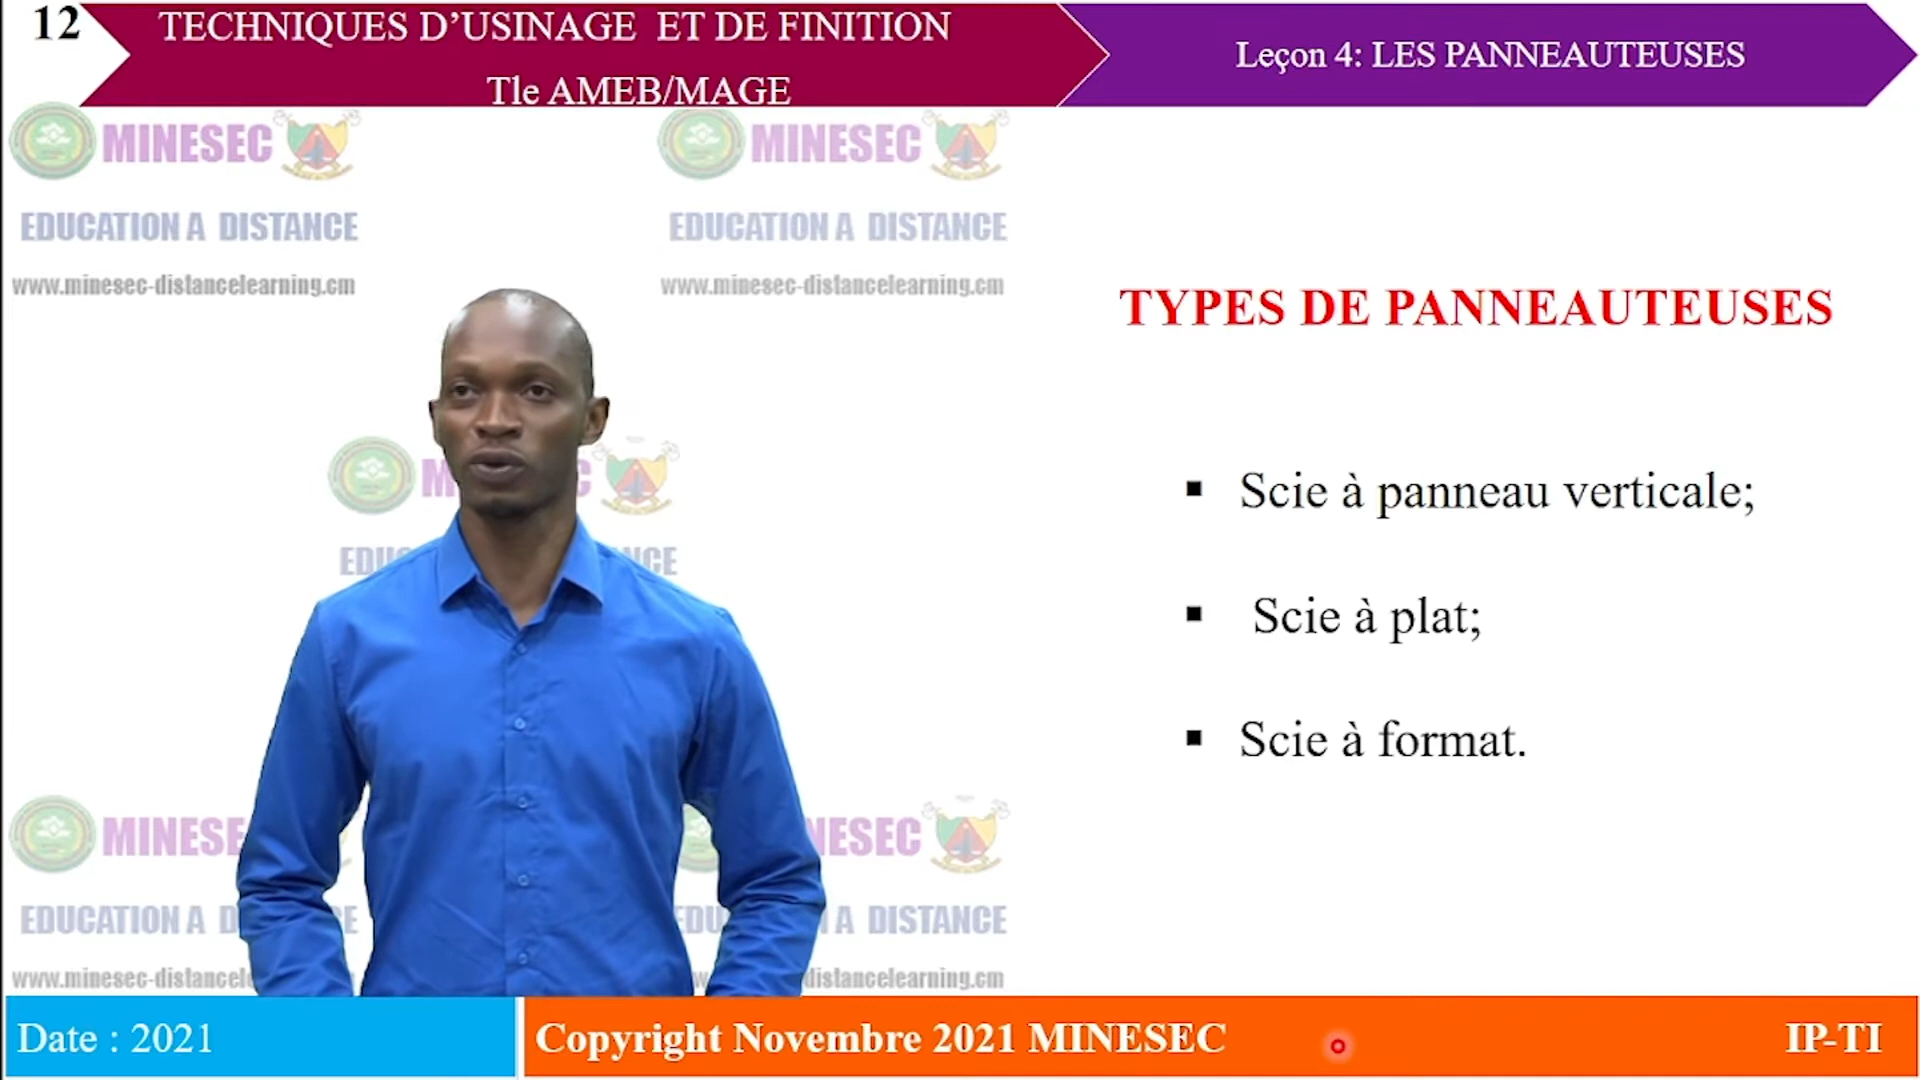 12
TECHNIQUES D’USINAGE ET DE FINITION
Tle AMEB/MAGE
Leçon 4: LES PANNEAUTEUSES
MINESEC
EDUCATION A DISTANCE
www.minesec-distancelearning.cm
MINESEC
EDUCATION A DISTANCE
www.minesec-distancelearning.cm
TYPES DE PANNEAUTEUSES
▪ Scie à panneau verticale;
▪ Scie à plat;
▪ Scie à format.
Date : 2021
Copyright Novembre 2021 MINESEC
IP-TI